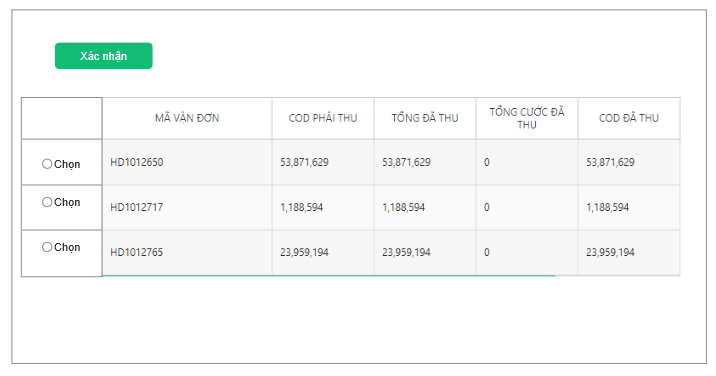 Xác nhận
MÃ VẬN ĐƠN COD PHẢI THU TỔNG ĐÃ THU TỔNG CƯỚC ĐÃ THU COD ĐÃ THU
Chọn HD1012650 53,871,629 53,871,629 0 53,871,629
Chọn HD1012717 1,188,594 1,188,594 0 1,188,594
Chọn HD1012765 23,959,194 23,959,194 0 23,959,194